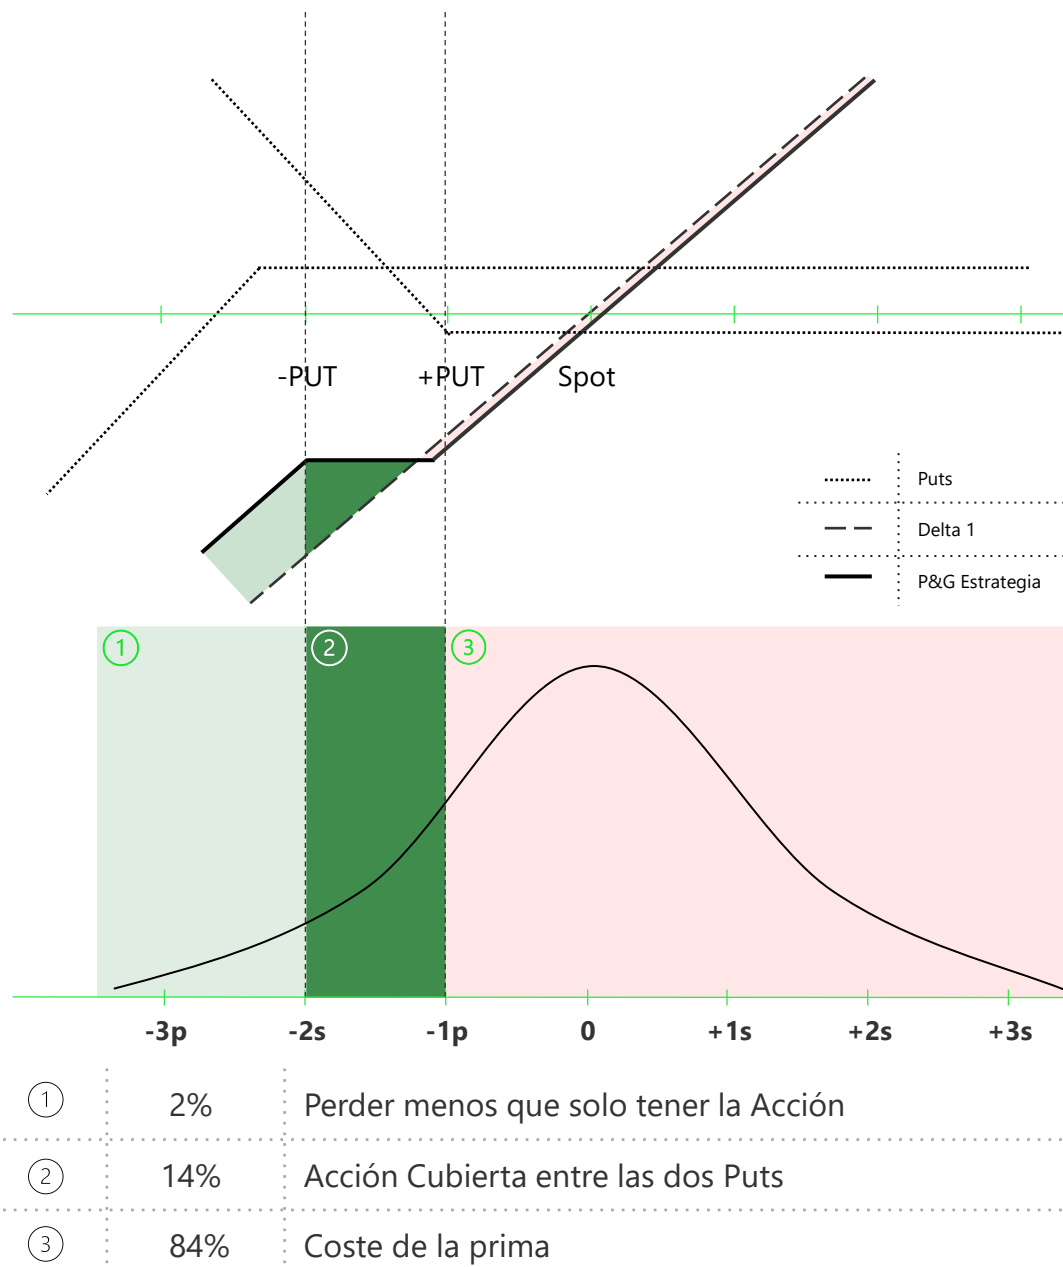 -PUT +PUT Spot
Puts
Delta 1
P&G Estrategia
1 2 3
-3p -2s -1p 0 +1s +2s +3s
1 2% Perder menos que solo tener la Acción
2 14% Acción Cubierta entre las dos Puts
3 84% Coste de la prima